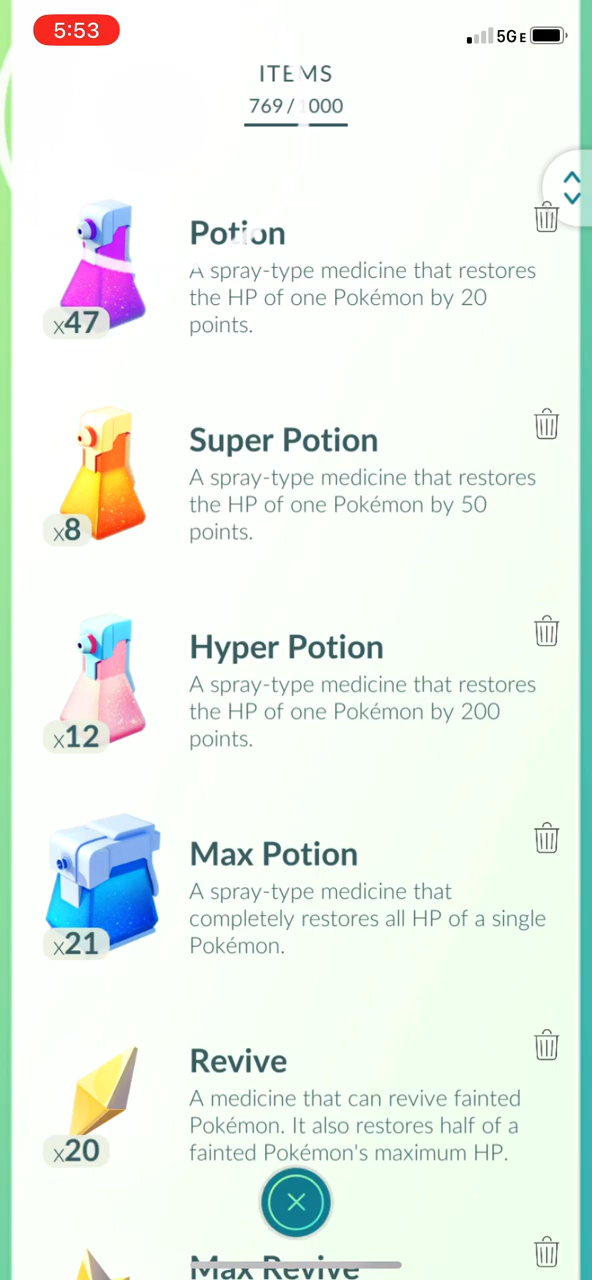 5:53
5G E
ITEMS
769 / 1000
Potion
A spray-type medicine that restores
the HP of one Pokémon by 20
points.
x47
Super Potion
A spray-type medicine that restores
the HP of one Pokémon by 50
points.
x8
Hyper Potion
A spray-type medicine that restores
the HP of one Pokémon by 200
points.
x12
Max Potion
A spray-type medicine that
completely restores all HP of a single
Pokémon.
x21
Revive
A medicine that can revive fainted
Pokémon. It also restores half of a
fainted Pokémon's maximum HP.
x20
Max Revive